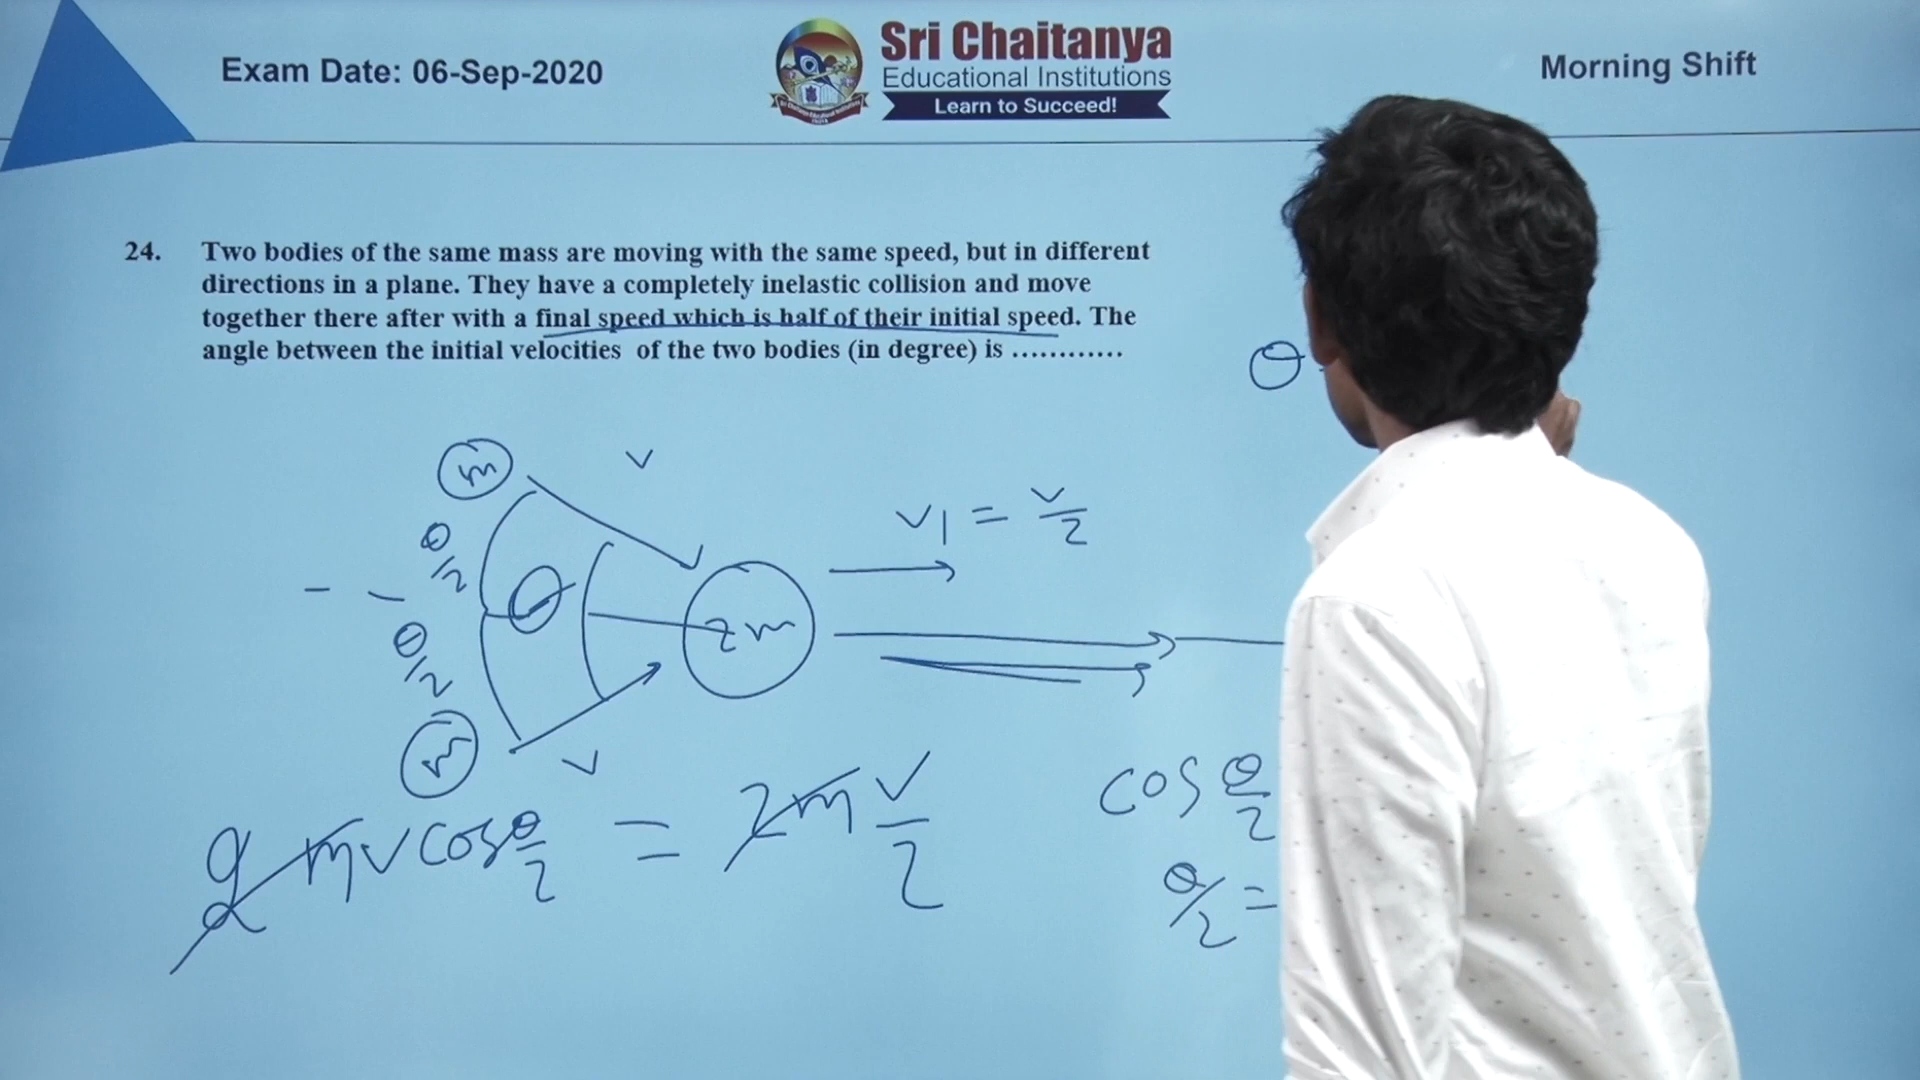 Exam Date: 06-Sep-2020
Sri Chaitanya
Educational Institutions
Learn to Succeed!
Morning Shift
24. Two bodies of the same mass are moving with the same speed, but in different
directions in a plane. They have a completely inelastic collision and move
together there after with a final speed which is half of their initial speed. The
angle between the initial velocities of the two bodies (in degree) is ............
θ
m
v
v1 = v/2
θ/2
θ
2m
θ/2
m
v
2mv cos θ/2 = 2m v/2
cos θ/2
θ/2 =